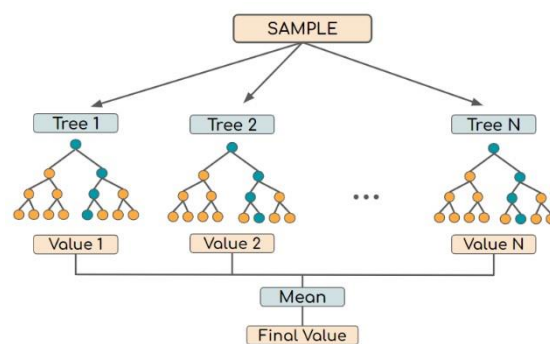 SAMPLE
Tree 1
Tree 2
Tree N
...
Value 1
Value 2
Value N
Mean
Final Value